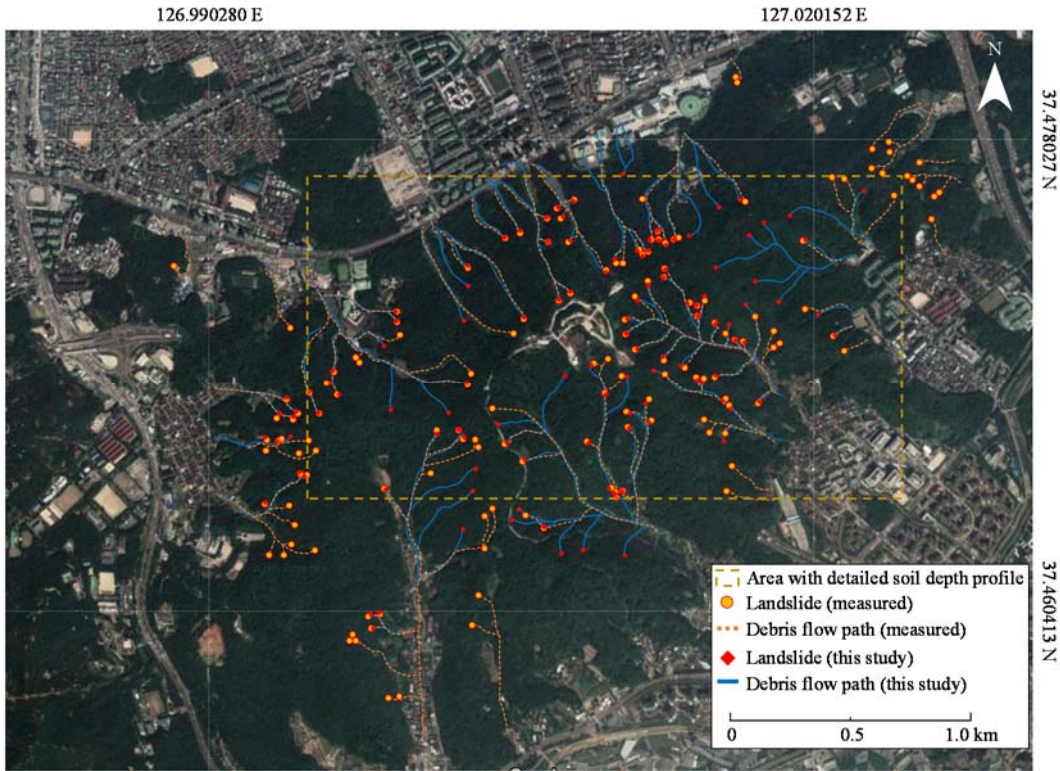 126.990280 E
127.020152 E
N
37.478027 N
37.460413 N
Area with detailed soil depth profile
Landslide (measured)
Debris flow path (measured)
Landslide (this study)
Debris flow path (this study)
0
0.5
1.0 km